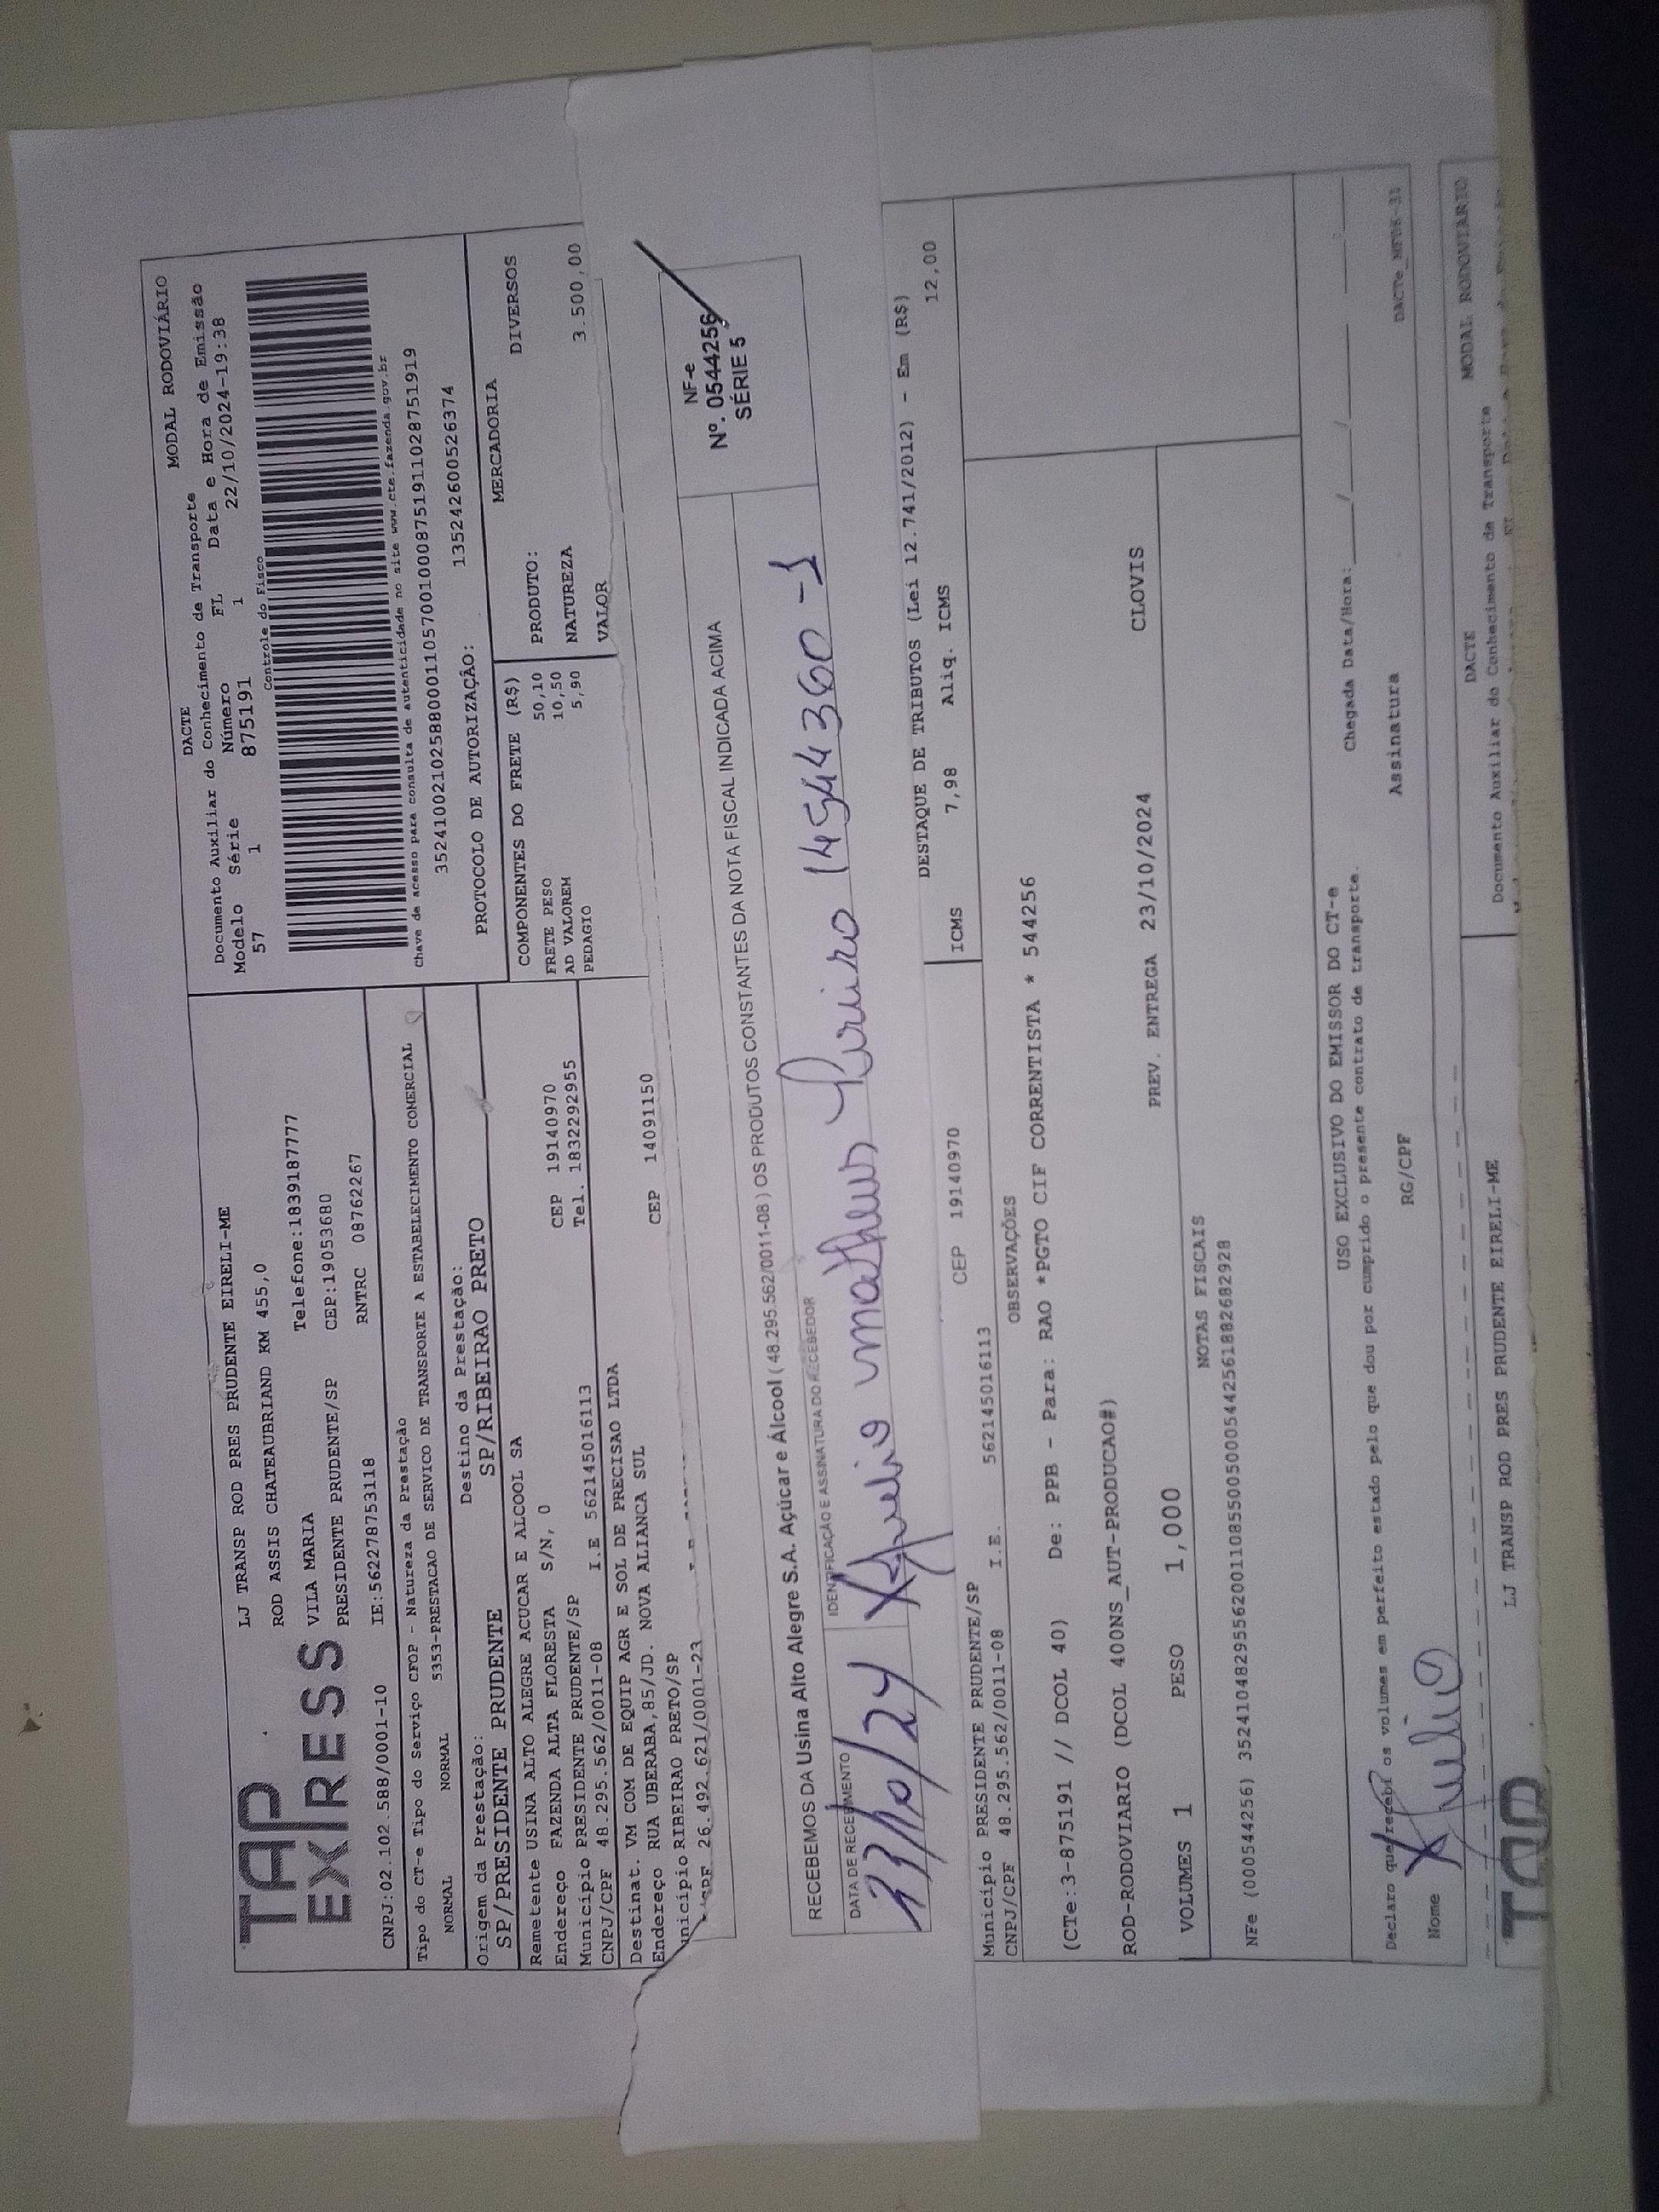 TAP
EXPRESS
LJ TRANSP ROD PRES PRUDENTE EIRELI-ME
ROD ASSIS CHATEAUBRIAND KM 455,0
VILA MARIA Telefone:1839187777
PRESIDENTE PRUDENTE/SP CEP:19053680
CNPJ:02.102.588/0001-10 IE:562278753118 RNTRC 08762267
DACTE MODAL RODOVIÁRIO
Documento Auxiliar do Conhecimento de Transporte
Modelo Série Número FL Data e Hora de Emissão
57 1 875191 1 22/10/2024-19:38
Controle do Fisco
Chave de acesso para consulta de autenticidade no site www.cte.fazenda.gov.br
35241002102588000110570010008751911028751919
PROTOCOLO DE AUTORIZAÇÃO: 135242600526374
Tipo do CT-e Tipo do Serviço CFOP - Natureza da Prestação
NORMAL NORMAL 5353-PRESTACAO DE SERVICO DE TRANSPORTE A ESTABELECIMENTO COMERCIAL
Origem da Prestação: Destino da Prestação:
SP/PRESIDENTE PRUDENTE SP/RIBEIRAO PRETO
COMPONENTES DO FRETE (R$) MERCADORIA
FRETE PESO 50,10 PRODUTO: DIVERSOS
AD VALOREM 10,50 NATUREZA
PEDAGIO 5,90 VALOR 3.500,00
Remetente USINA ALTO ALEGRE ACUCAR E ALCOOL SA
Endereço FAZENDA ALTA FLORESTA S/N, 0 CEP 19140970
Município PRESIDENTE PRUDENTE/SP Tel. 1832292955
CNPJ/CPF 48.295.562/0011-08 I.E 562145016113
Destinat. VM COM DE EQUIP AGR E SOL DE PRECISAO LTDA
Endereço RUA UBERABA,85/JD. NOVA ALIANCA SUL CEP 14091150
unicípio RIBEIRAO PRETO/SP
26.492.621/0001-23
NF-e
Nº. 0544256
SÉRIE 5
RECEBEMOS DA Usina Alto Alegre S.A. Açúcar e Álcool ( 48.295.562/0011-08 ) OS PRODUTOS CONSTANTES DA NOTA FISCAL INDICADA ACIMA
DATA DE RECEBIMENTO IDENTIFICAÇÃO E ASSINATURA DO RECEBEDOR
23/10/24 X Julio matheus
DESTAQUE DE TRIBUTOS (Lei 12.741/2012) - Em (R$)
ICMS 7,98 Aliq. ICMS 12,00
Município PRESIDENTE PRUDENTE/SP CEP 19140970
CNPJ/CPF 48.295.562/0011-08 I.E. 562145016113
OBSERVAÇÕES
(CTe:3-875191 // DCOL 40) De: PPB - Para: RAO *PGTO CIF CORRENTISTA * 544256
ROD-RODOVIARIO (DCOL 400NS_AUT-PRODUCAO#)
VOLUMES 1 PESO 1,000 PREV. ENTREGA 23/10/2024 CLOVIS
NOTAS FISCAIS
NFe (000544256) 35241048295562001108550050005442561882682928
USO EXCLUSIVO DO EMISSOR DO CT-e
Declaro que recebi os volumes em perfeito estado pelo que dou por cumprido o presente contrato de transporte. Chegada Data/Hora:____/____/____ ____:____
Nome X Julio RG/CPF Assinatura
TAP
LJ TRANSP ROD PRES PRUDENTE EIRELI-ME
DACTE MODAL RODOVIÁRIO
Documento Auxiliar do Conhecimento de Transporte